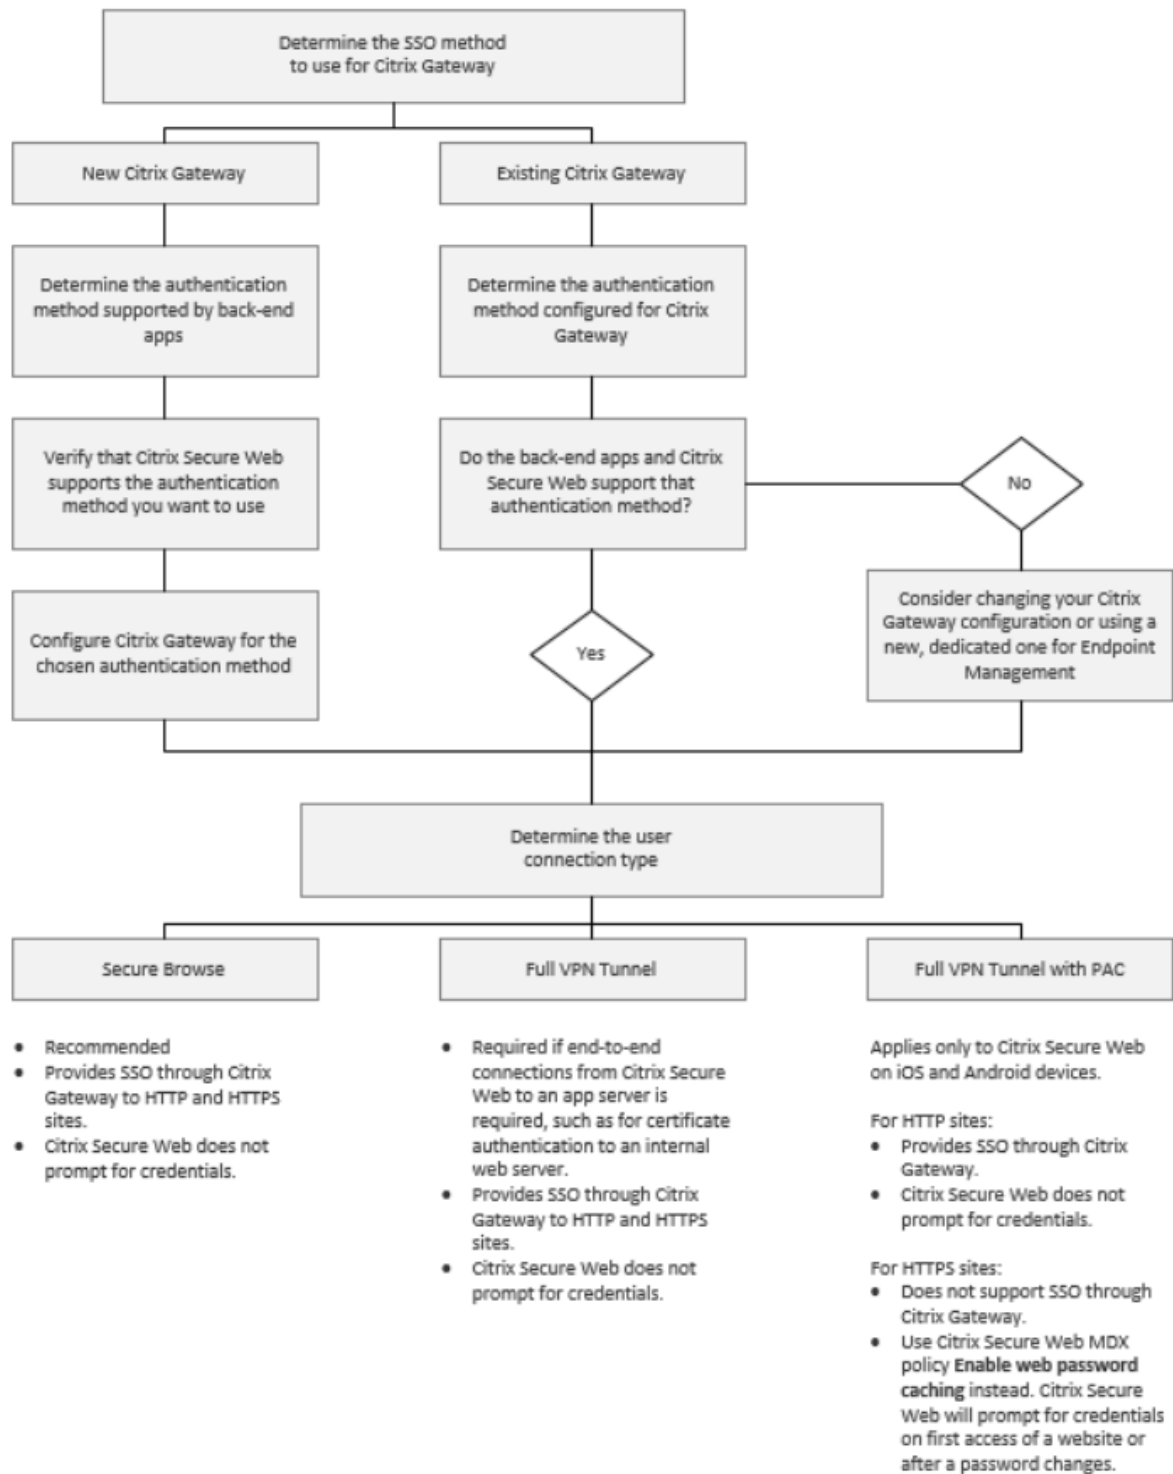 Determine the SSO method
to use for Citrix Gateway
New Citrix Gateway
Existing Citrix Gateway
Determine the authentication
method supported by back-end
apps
Determine the authentication
method configured for Citrix
Gateway
Verify that Citrix Secure Web
supports the authentication
method you want to use
Do the back-end apps and Citrix
Secure Web support that
authentication method?
No
Configure Citrix Gateway for the
chosen authentication method
Yes
Consider changing your Citrix
Gateway configuration or using a
new, dedicated one for Endpoint
Management
Determine the user
connection type
Secure Browse
Full VPN Tunnel
Full VPN Tunnel with PAC
• Recommended
• Provides SSO through Citrix
Gateway to HTTP and HTTPS
sites.
• Citrix Secure Web does not
prompt for credentials.
• Required if end-to-end
connections from Citrix Secure
Web to an app server is
required, such as for certificate
authentication to an internal
web server.
• Provides SSO through Citrix
Gateway to HTTP and HTTPS
sites.
• Citrix Secure Web does not
prompt for credentials.
Applies only to Citrix Secure Web
on iOS and Android devices.
For HTTP sites:
• Provides SSO through Citrix
Gateway.
• Citrix Secure Web does not
prompt for credentials.
For HTTPS sites:
• Does not support SSO through
Citrix Gateway.
• Use Citrix Secure Web MDX
policy Enable web password
caching instead. Citrix Secure
Web will prompt for credentials
on first access of a website or
after a password changes.